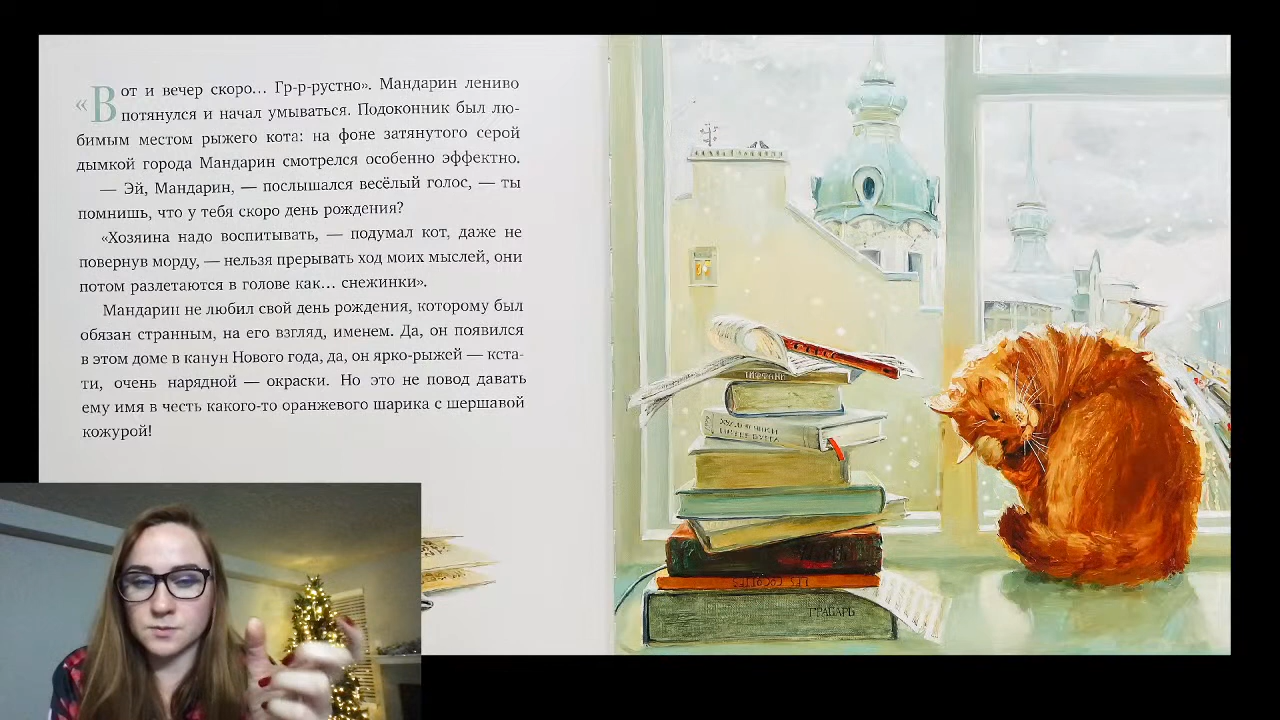 «Вот и вечер скоро... Гр-р-рустно». Мандарин лениво
потянулся и начал умываться. Подоконник был лю-
бимым местом рыжего кота: на фоне затянутого серой
дымкой города Мандарин смотрелся особенно эффектно.
— Эй, Мандарин, — послышался весёлый голос, — ты
помнишь, что у тебя скоро день рождения?
«Хозяина надо воспитывать, — подумал кот, даже не
повернув морду, — нельзя прерывать ход моих мыслей, они
потом разлетаются в голове как... снежинки».
Мандарин не любил свой день рождения, которому был
обязан странным, на его взгляд, именем. Да, он появился
в этом доме в канун Нового года, да, он ярко-рыжей — кста-
ти, очень нарядной — окраски. Но это не повод давать
ему имя в честь какого-то оранжевого шарика с шершавой
кожурой!
ХУДОЖНИКИ
ПЕТЕРБУРГА
ГРАБАРЬ